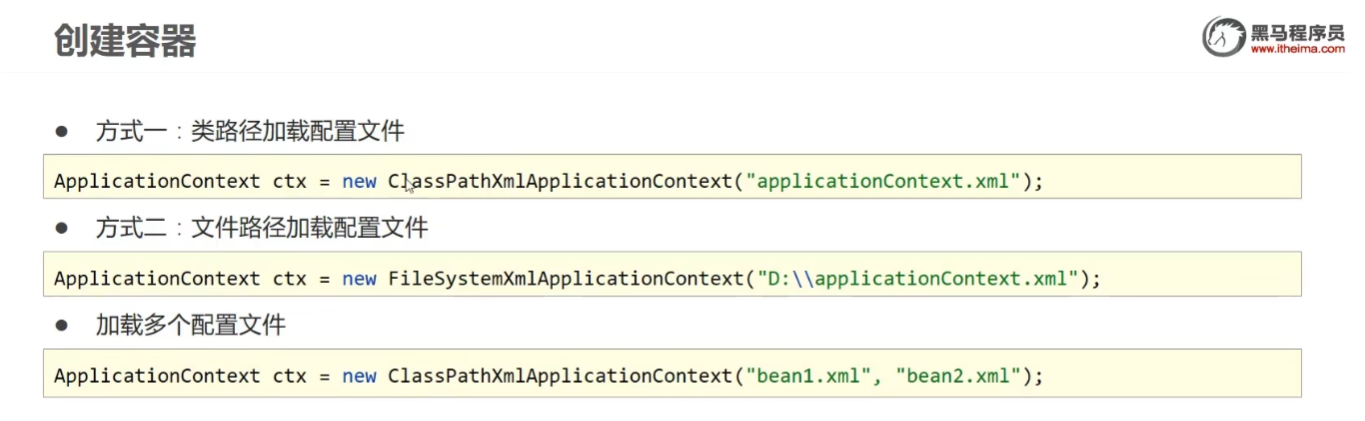 创建容器
黑马程序员
www.itheima.com
● 方式一：类路径加载配置文件
ApplicationContext ctx = new ClassPathXmlApplicationContext("applicationContext.xml");
● 方式二：文件路径加载配置文件
ApplicationContext ctx = new FileSystemXmlApplicationContext("D:\\applicationContext.xml");
● 加载多个配置文件
ApplicationContext ctx = new ClassPathXmlApplicationContext("bean1.xml", "bean2.xml");